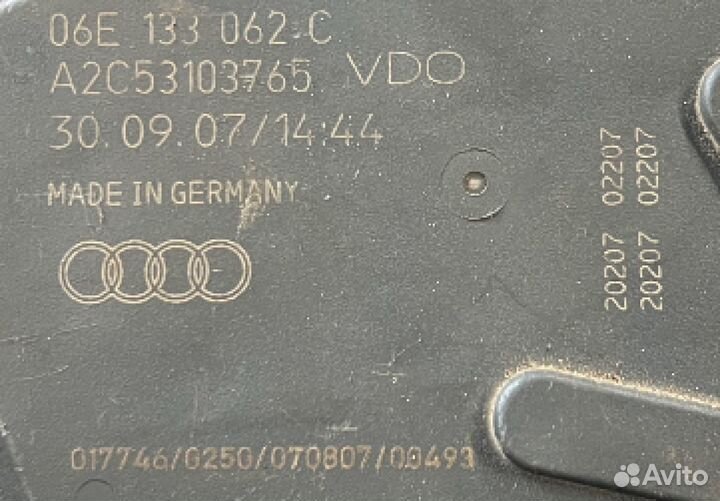 06E 133 062 C
A2C53103765 VDO
30.09.07/14:44
MADE IN GERMANY
20207 02207
20207 02207
017746/0250/070807/00493
Avito